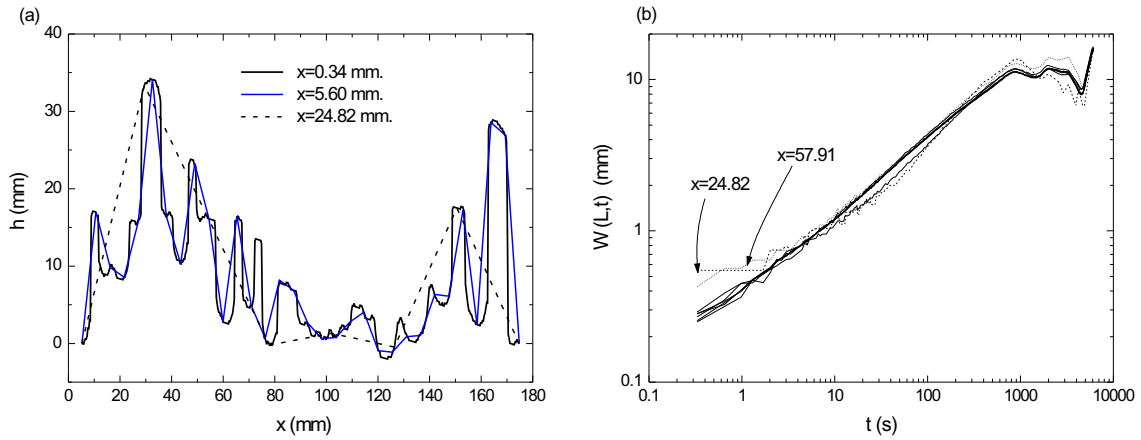 (a)
40
30
20
10
0
h (mm)
0 20 40 60 80 100 120 140 160 180
x (mm)
x=0.34 mm.
x=5.60 mm.
x=24.82 mm.
(b)
10
1
0.1
W (L,t) (mm)
0.1 1 10 100 1000 10000
t (s)
x=57.91
x=24.82